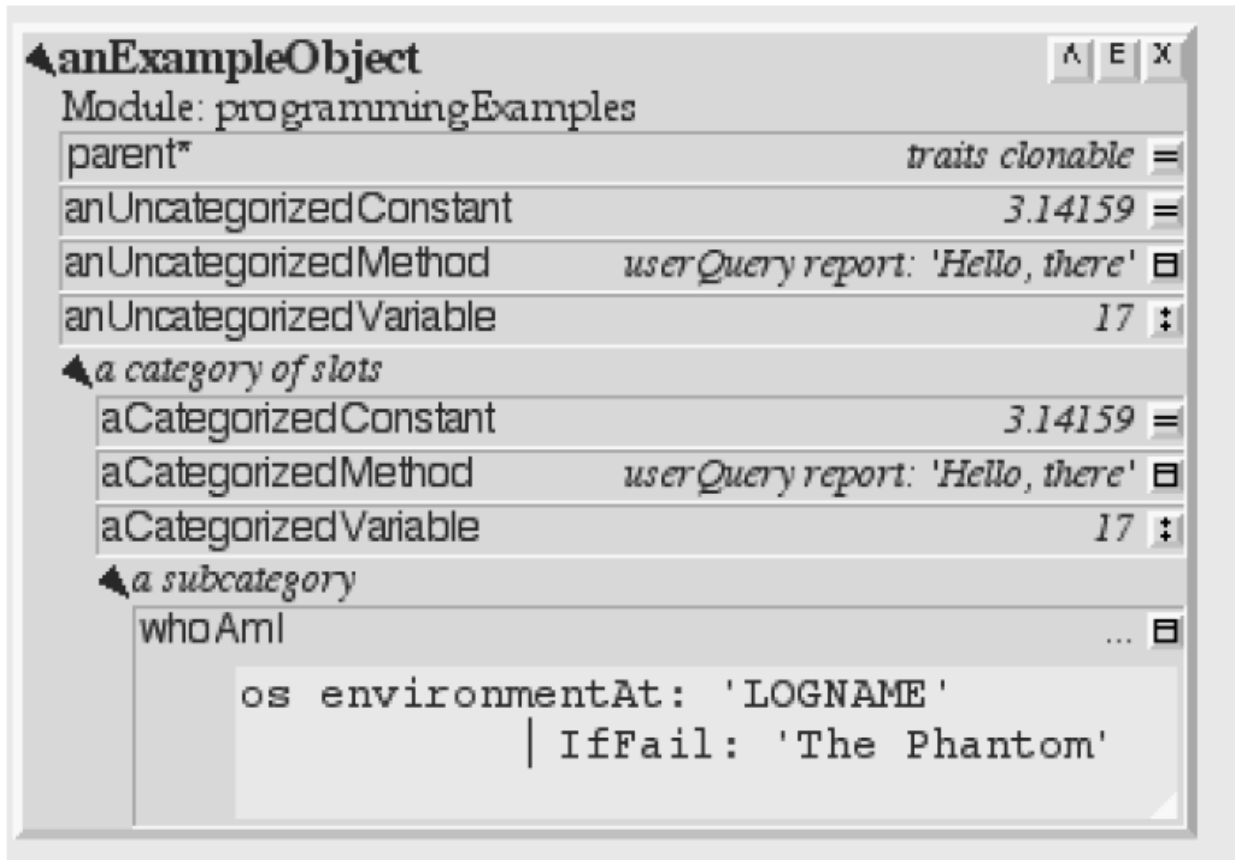 anExampleObject Λ E X
Module: programmingExamples
parent* traits clonable =
anUncategorizedConstant 3.14159 =
anUncategorizedMethod userQuery report: 'Hello, there'
anUncategorizedVariable 17 :
a category of slots
aCategorizedConstant 3.14159 =
aCategorizedMethod userQuery report: 'Hello, there'
aCategorizedVariable 17 :
a subcategory
whoAmI ...
os environmentAt: 'LOGNAME'
| IfFail: 'The Phantom'